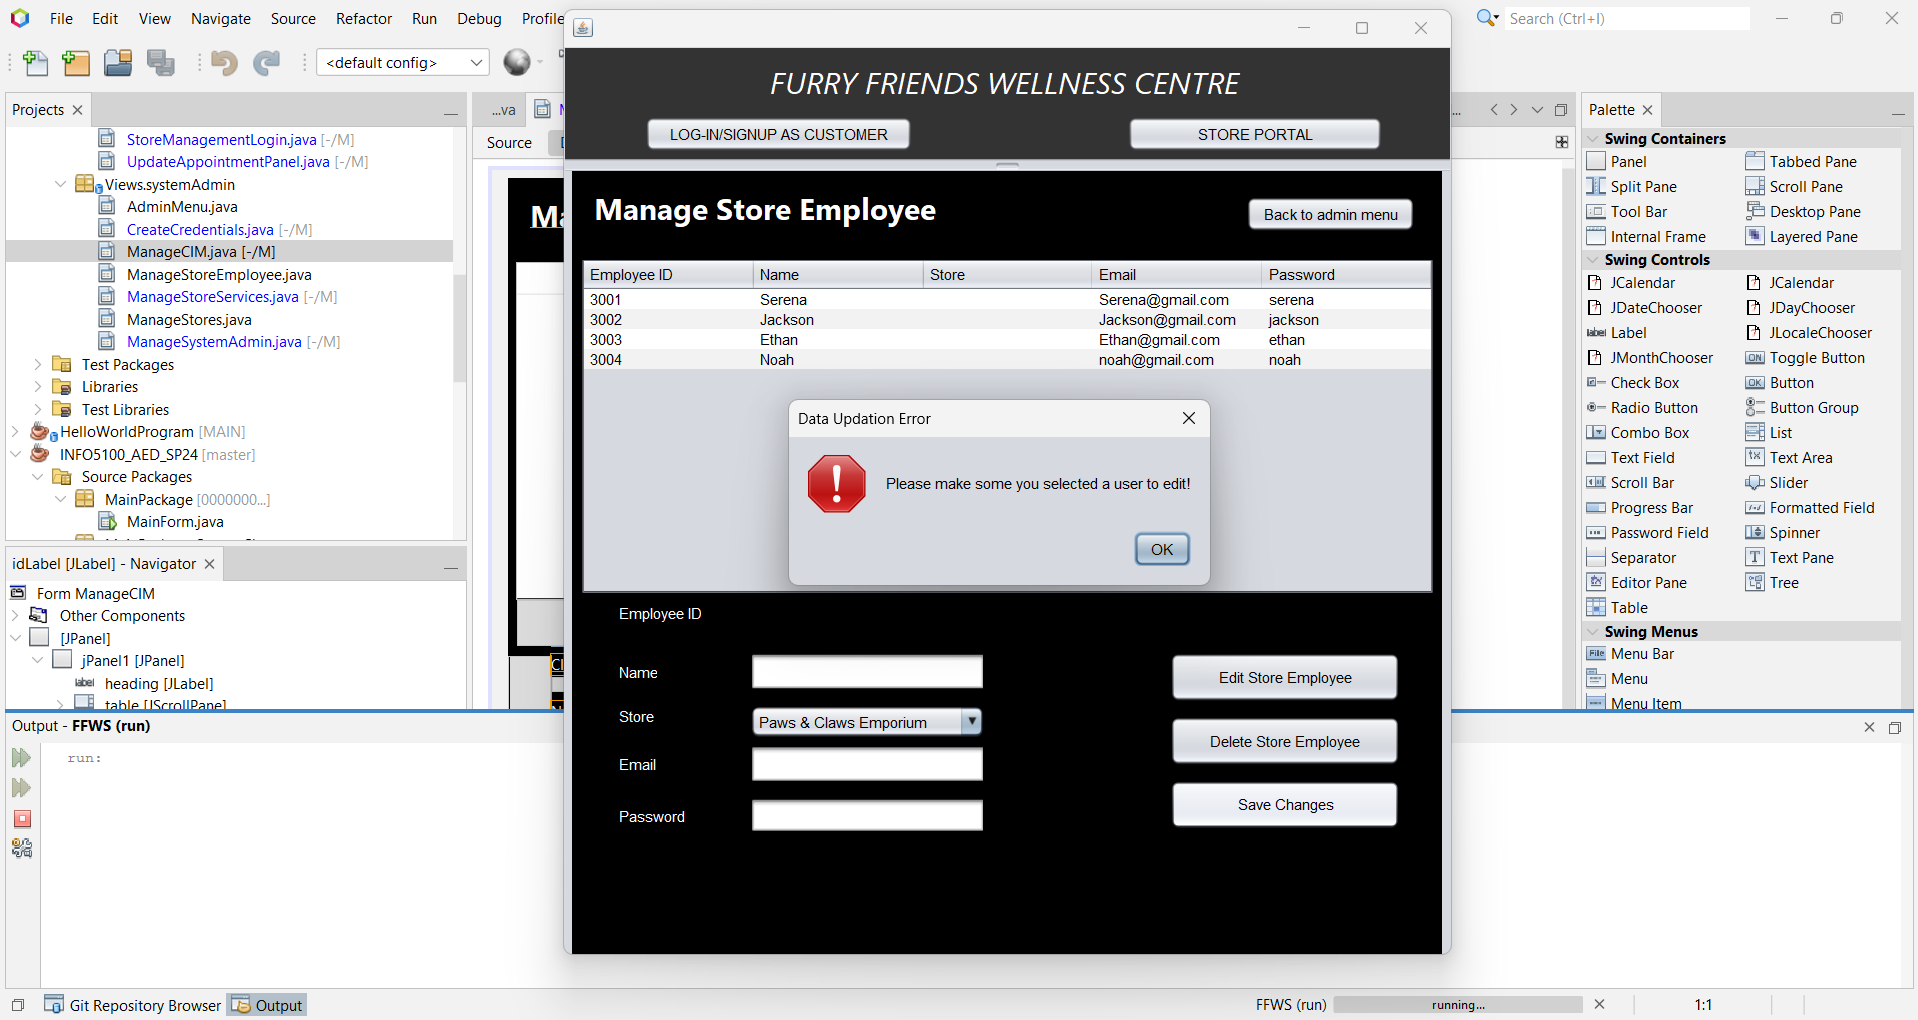 File Edit View Navigate Source Refactor Run Debug Profile
Search (Ctrl+I)
<default config>
Projects
StoreManagementLogin.java [-/M]
UpdateAppointmentPanel.java [-/M]
Views.systemAdmin
AdminMenu.java
CreateCredentials.java [-/M]
ManageCIM.java [-/M]
ManageStoreEmployee.java
ManageStoreServices.java [-/M]
ManageStores.java
ManageSystemAdmin.java [-/M]
Test Packages
Libraries
Test Libraries
HelloWorldProgram [MAIN]
INFO5100_AED_SP24 [master]
Source Packages
MainPackage [0000000...]
MainForm.java
idLabel [JLabel] - Navigator
Form ManageCIM
Other Components
[JPanel]
jPanel1 [JPanel]
heading [JLabel]
table [JScrollPane]
...va
Source
Ma
FURRY FRIENDS WELLNESS CENTRE
LOG-IN/SIGNUP AS CUSTOMER
STORE PORTAL
Manage Store Employee
Back to admin menu
Employee ID Name Store Email Password
3001 Serena Serena@gmail.com serena
3002 Jackson Jackson@gmail.com jackson
3003 Ethan Ethan@gmail.com ethan
3004 Noah noah@gmail.com noah
Data Updation Error
Please make some you selected a user to edit!
OK
Employee ID
Name
Store Paws & Claws Emporium
Email
Password
Edit Store Employee
Delete Store Employee
Save Changes
...
Palette
Swing Containers
Panel Tabbed Pane
Split Pane Scroll Pane
Tool Bar Desktop Pane
Internal Frame Layered Pane
Swing Controls
JCalendar JCalendar
JDateChooser JDayChooser
label Label JLocaleChooser
JMonthChooser ON Toggle Button
Check Box OK Button
Radio Button Button Group
Combo Box List
Text Field Text Area
Scroll Bar Slider
Progress Bar Formatted Field
Password Field Spinner
Separator Text Pane
Editor Pane Tree
Table
Swing Menus
File Menu Bar
Menu
Menu Item
Output - FFWS (run)
run:
Git Repository Browser
Output
FFWS (run)
running...
1:1